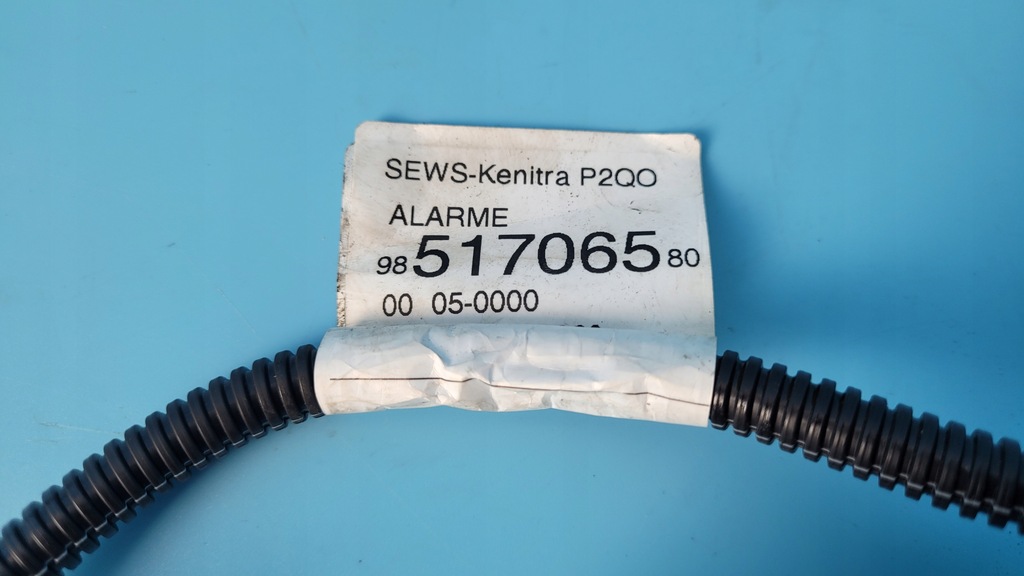 SEWS-Kenitra P2QO
ALARME
98 517065 80
00 05-0000